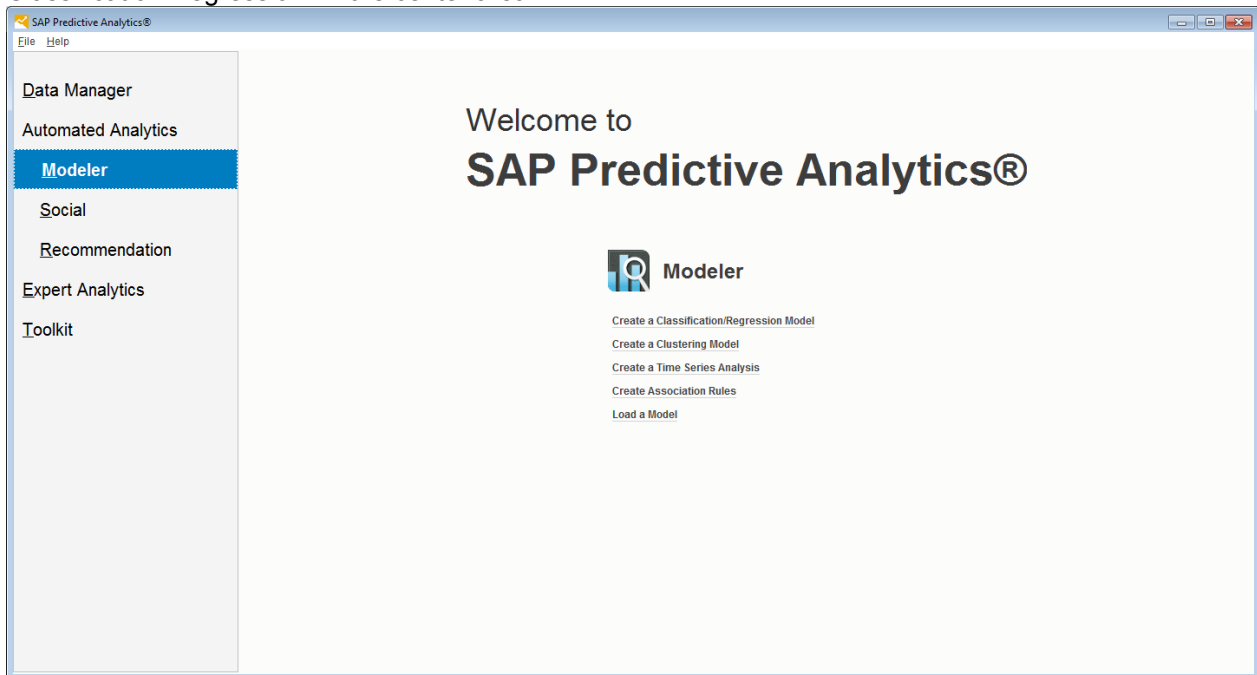 SAP Predictive Analytics®
File Help
Data Manager
Automated Analytics
Modeler
Social
Recommendation
Expert Analytics
Toolkit
Welcome to
SAP Predictive Analytics®
Modeler
Create a Classification/Regression Model
Create a Clustering Model
Create a Time Series Analysis
Create Association Rules
Load a Model